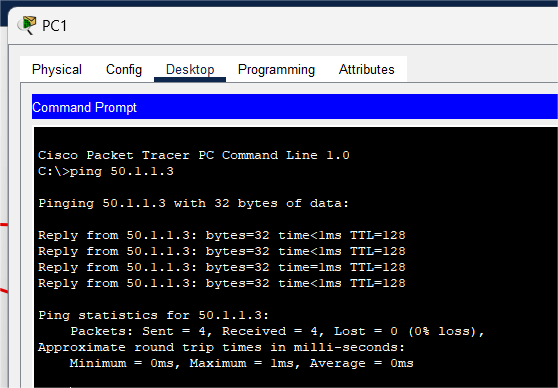 PC1
Physical Config Desktop Programming Attributes
Command Prompt
Cisco Packet Tracer PC Command Line 1.0
C:\>ping 50.1.1.3
Pinging 50.1.1.3 with 32 bytes of data:
Reply from 50.1.1.3: bytes=32 time<1ms TTL=128
Reply from 50.1.1.3: bytes=32 time<1ms TTL=128
Reply from 50.1.1.3: bytes=32 time=1ms TTL=128
Reply from 50.1.1.3: bytes=32 time<1ms TTL=128
Ping statistics for 50.1.1.3:
    Packets: Sent = 4, Received = 4, Lost = 0 (0% loss),
Approximate round trip times in milli-seconds:
    Minimum = 0ms, Maximum = 1ms, Average = 0ms